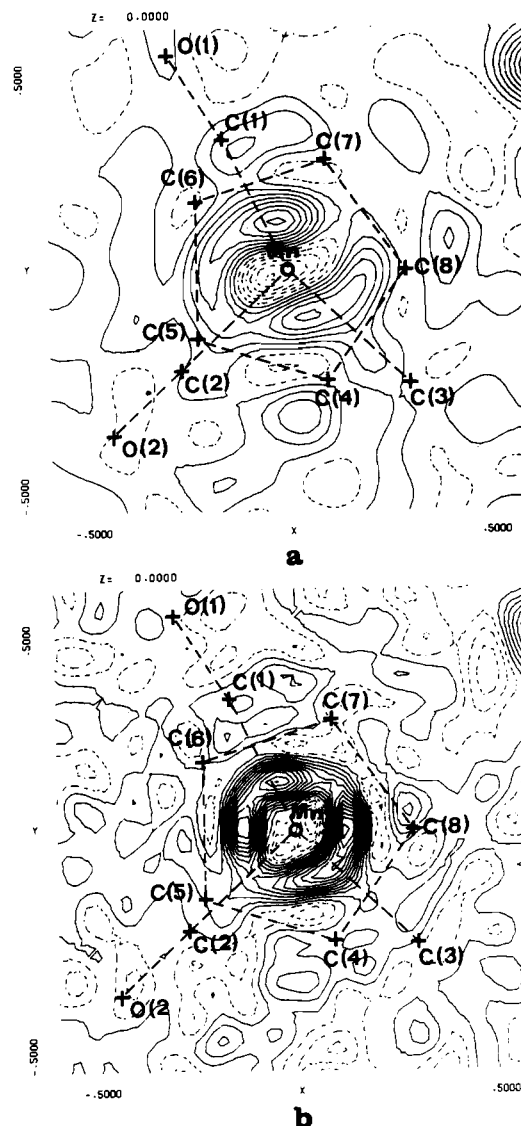 Z= 0.0000
O(1)
.5000
C(1)
C(7)
C(6)
Mn
Y
C(8)
C(5)
C(2)
C(4)
C(3)
O(2)
-.5000
-.5000
X
.5000
a
Z= 0.0000
O(1)
.5000
C(1)
C(7)
C(6)
Mn
Y
C(8)
C(5)
C(2)
C(4)
C(3)
O(2
-.5000
-.5000
X
.5000
b